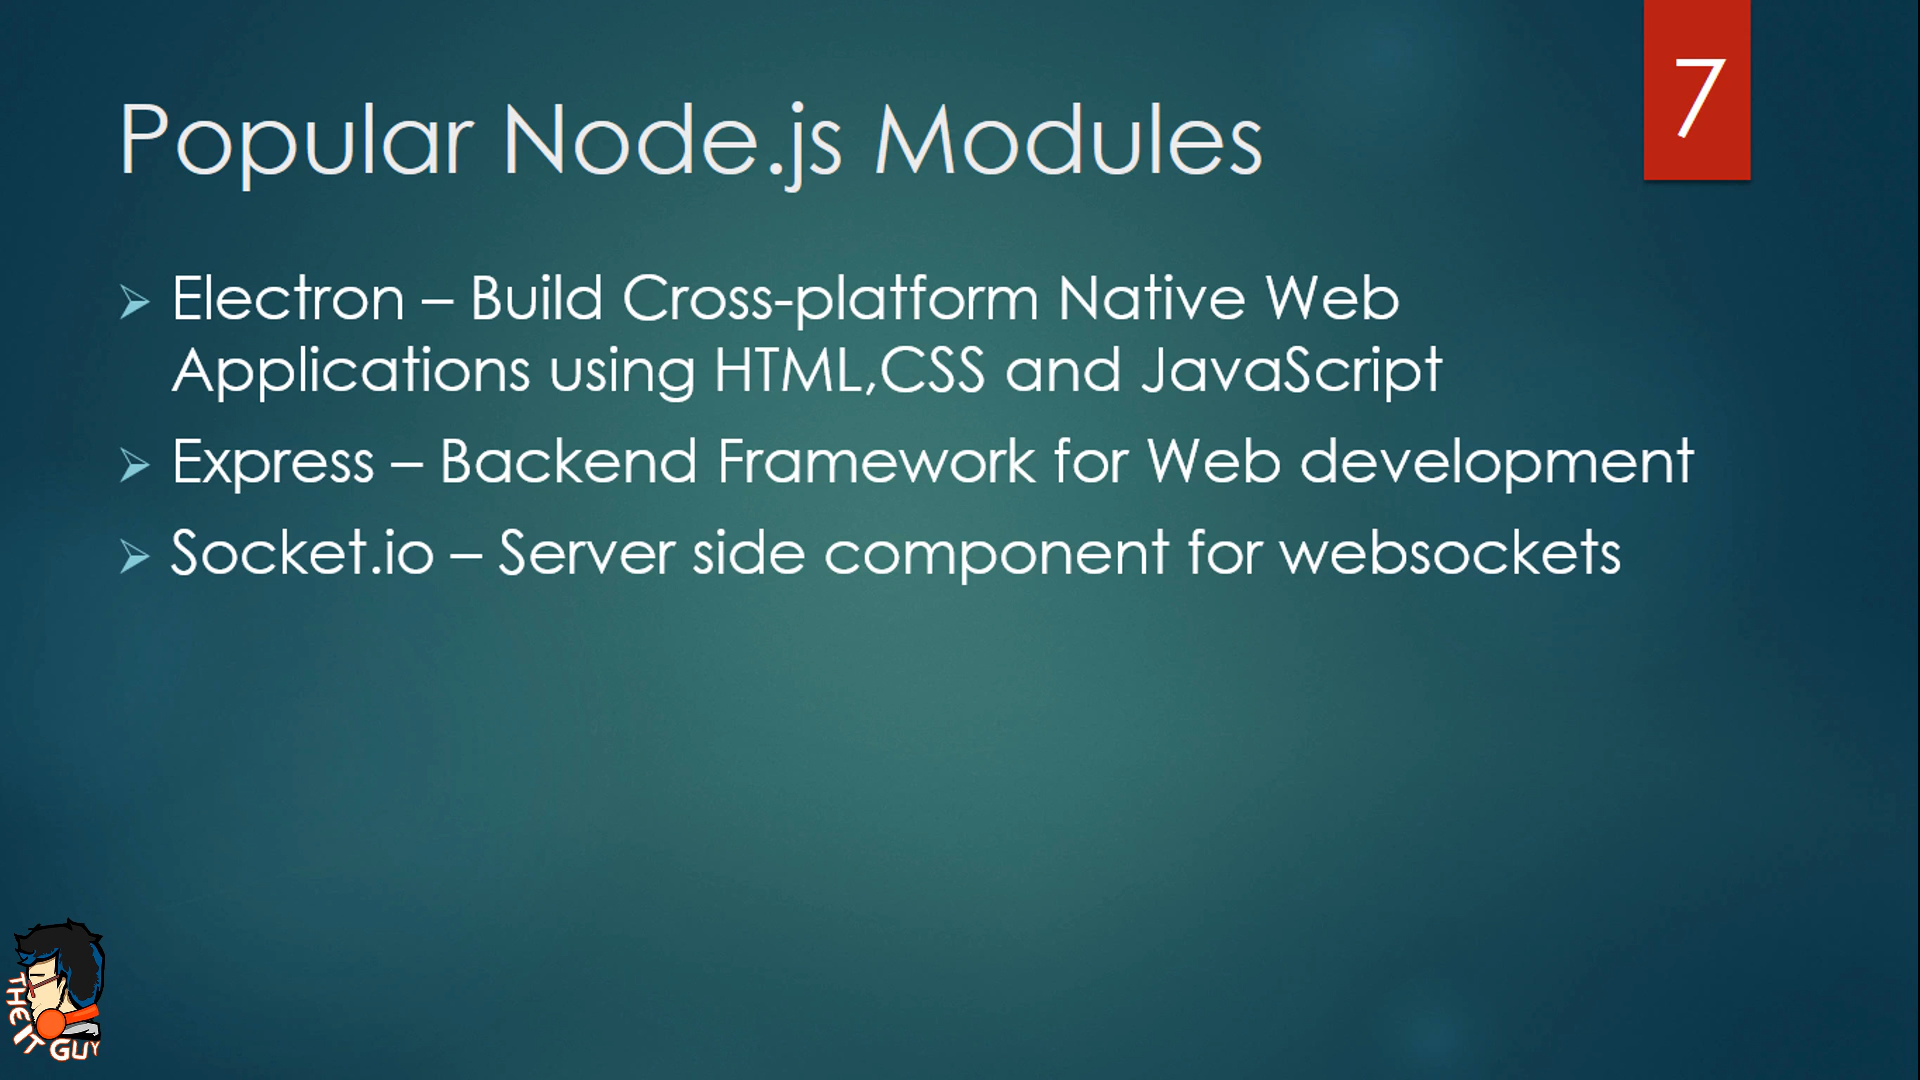 7
Popular Node.js Modules
Electron – Build Cross-platform Native Web
Applications using HTML,CSS and JavaScript
Express – Backend Framework for Web development
Socket.io – Server side component for websockets
THE IT GUY